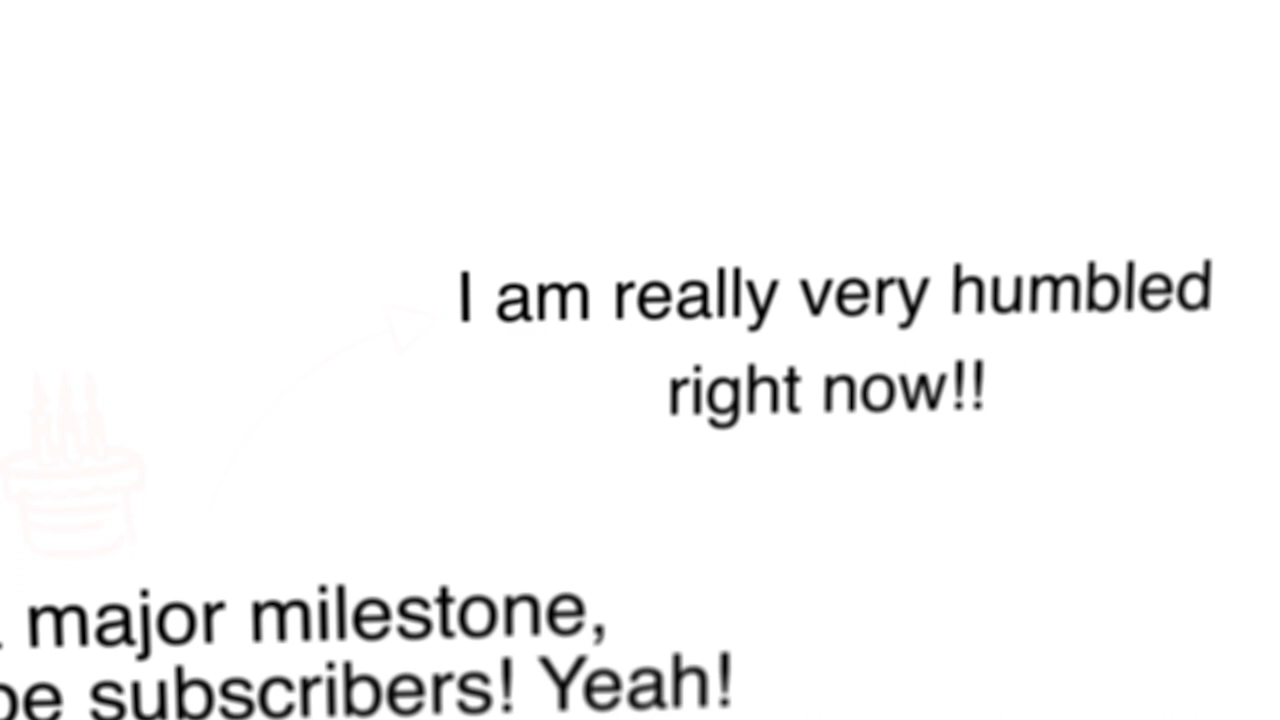 I am really very humbled
right now!!
major milestone,
subscribers! Yeah!